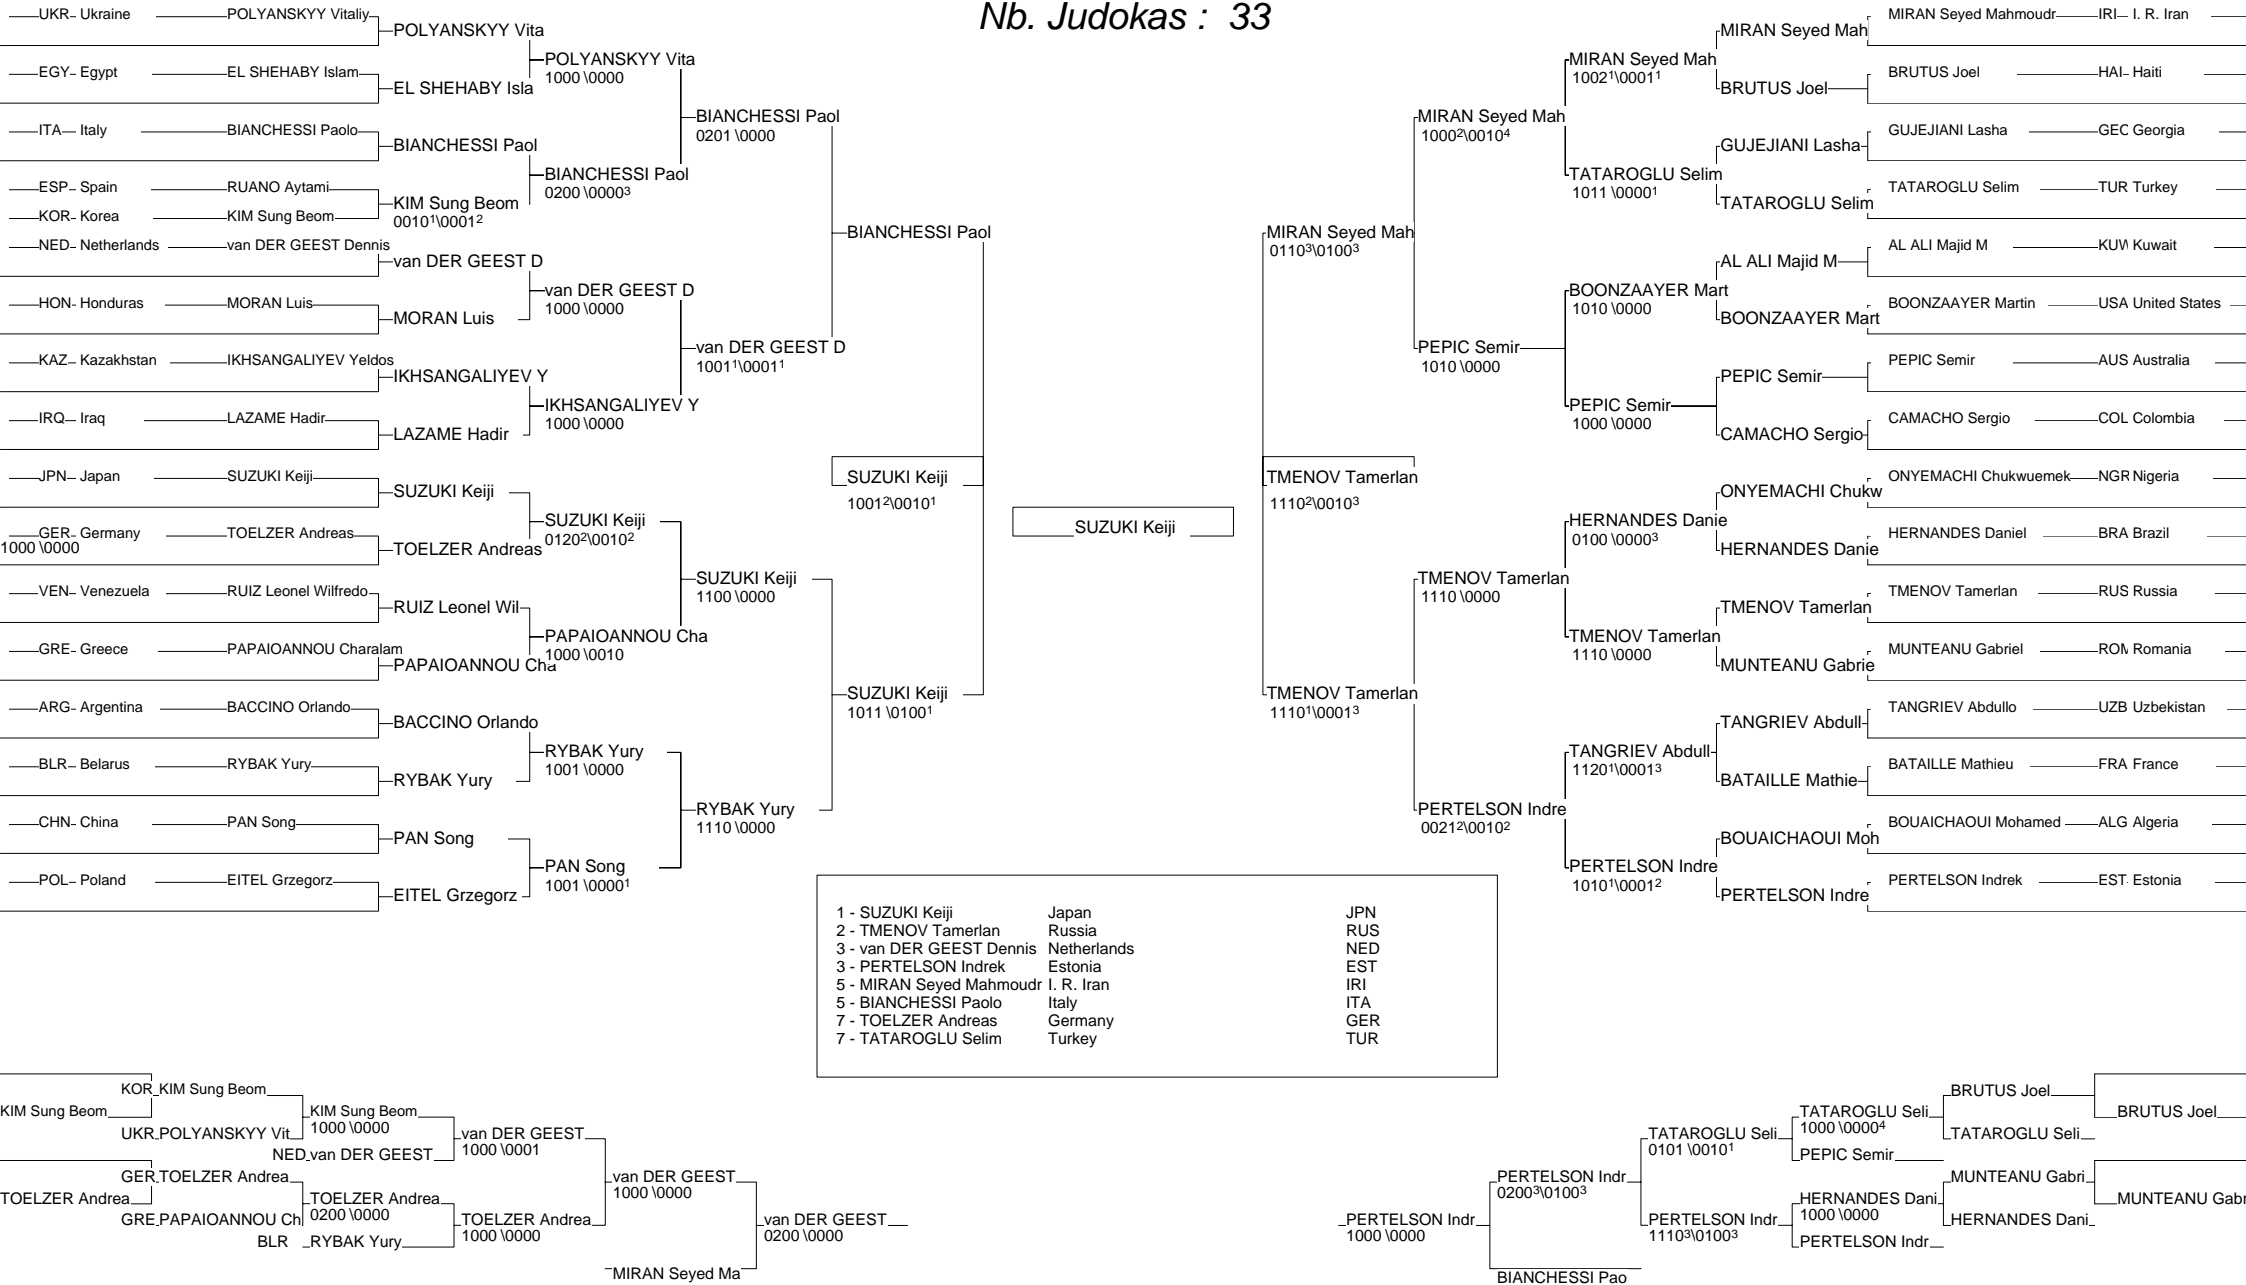 Nb. Judokas : 33
UKR Ukraine POLYANSKYY Vitaliy
EGY Egypt EL SHEHABY Islam
ITA Italy BIANCHESSI Paolo
ESP Spain RUANO Aytami
KOR Korea KIM Sung Beom
NED Netherlands van DER GEEST Dennis
HON Honduras MORAN Luis
KAZ Kazakhstan IKHSANGALIYEV Yeldos
IRQ Iraq LAZAME Hadir
JPN Japan SUZUKI Keiji
GER Germany TOELZER Andreas
1000 \0000
VEN Venezuela RUIZ Leonel Wilfredo
GRE Greece PAPAIOANNOU Charalam
ARG Argentina BACCINO Orlando
BLR Belarus RYBAK Yury
CHN China PAN Song
POL Poland EITEL Grzegorz
POLYANSKYY Vita
EL SHEHABY Isla
BIANCHESSI Paol
KIM Sung Beom
0010¹\0001²
van DER GEEST D
MORAN Luis
IKHSANGALIYEV Y
LAZAME Hadir
SUZUKI Keiji
TOELZER Andreas
RUIZ Leonel Wil
PAPAIOANNOU Cha
BACCINO Orlando
RYBAK Yury
PAN Song
EITEL Grzegorz
POLYANSKYY Vita
1000 \0000
BIANCHESSI Paol
0200 \0000³
van DER GEEST D
1000 \0000
IKHSANGALIYEV Y
1000 \0000
SUZUKI Keiji
0120²\0010²
PAPAIOANNOU Cha
1000 \0010
RYBAK Yury
1001 \0000
PAN Song
1001 \0000¹
BIANCHESSI Paol
0201 \0000
van DER GEEST D
1001¹\0001¹
SUZUKI Keiji
1100 \0000
RYBAK Yury
1110 \0000
BIANCHESSI Paol
SUZUKI Keiji
1001²\0010¹
SUZUKI Keiji
1011 \0100¹
SUZUKI Keiji
MIRAN Seyed Mah
0110³\0100³
TMENOV Tamerlan
1110²\0010³
TMENOV Tamerlan
1110¹\0001³
MIRAN Seyed Mah
1000²\0010⁴
PEPIC Semir
1010 \0000
TMENOV Tamerlan
1110 \0000
PERTELSON Indre
0021²\0010²
MIRAN Seyed Mah
1002¹\0001¹
TATAROGLU Selim
1011 \0000¹
BOONZAAYER Mart
1010 \0000
PEPIC Semir
1000 \0000
HERNANDES Danie
0100 \0000³
TMENOV Tamerlan
1110 \0000
TANGRIEV Abdull
1120¹\0001³
PERTELSON Indre
1010¹\0001²
MIRAN Seyed Mah
BRUTUS Joel
GUJEJIANI Lasha
TATAROGLU Selim
AL ALI Majid M
BOONZAAYER Mart
PEPIC Semir
CAMACHO Sergio
ONYEMACHI Chukw
HERNANDES Danie
TMENOV Tamerlan
MUNTEANU Gabrie
TANGRIEV Abdull
BATAILLE Mathie
BOUAICHAOUI Moh
PERTELSON Indre
MIRAN Seyed Mahmoudr IRI I. R. Iran
BRUTUS Joel HAI Haiti
GUJEJIANI Lasha GEO Georgia
TATAROGLU Selim TUR Turkey
AL ALI Majid M KUW Kuwait
BOONZAAYER Martin USA United States
PEPIC Semir AUS Australia
CAMACHO Sergio COL Colombia
ONYEMACHI Chukwuemek NGR Nigeria
HERNANDES Daniel BRA Brazil
TMENOV Tamerlan RUS Russia
MUNTEANU Gabriel ROM Romania
TANGRIEV Abdullo UZB Uzbekistan
BATAILLE Mathieu FRA France
BOUAICHAOUI Mohamed ALG Algeria
PERTELSON Indrek EST Estonia
1 - SUZUKI Keiji Japan JPN
2 - TMENOV Tamerlan Russia RUS
3 - van DER GEEST Dennis Netherlands NED
3 - PERTELSON Indrek Estonia EST
5 - MIRAN Seyed Mahmoudr I. R. Iran IRI
5 - BIANCHESSI Paolo Italy ITA
7 - TOELZER Andreas Germany GER
7 - TATAROGLU Selim Turkey TUR
KIM Sung Beom
TOELZER Andrea
KOR KIM Sung Beom
UKR POLYANSKYY Vit
GER TOELZER Andrea
GRE PAPAIOANNOU Ch
KIM Sung Beom
1000 \0000
NED van DER GEEST
TOELZER Andrea
0200 \0000
BLR RYBAK Yury
van DER GEEST
1000 \0001
TOELZER Andrea
1000 \0000
van DER GEEST
1000 \0000
MIRAN Seyed Ma
van DER GEEST
0200 \0000
PERTELSON Indr
1000 \0000
PERTELSON Indr
0200³\0100³
BIANCHESSI Pao
TATAROGLU Seli
0101 \0010¹
PERTELSON Indr
1110³\0100³
TATAROGLU Seli
1000 \0000⁴
PEPIC Semir
HERNANDES Dani
1000 \0000
PERTELSON Indr
BRUTUS Joel
TATAROGLU Seli
MUNTEANU Gabri
HERNANDES Dani
BRUTUS Joel
MUNTEANU Gabr